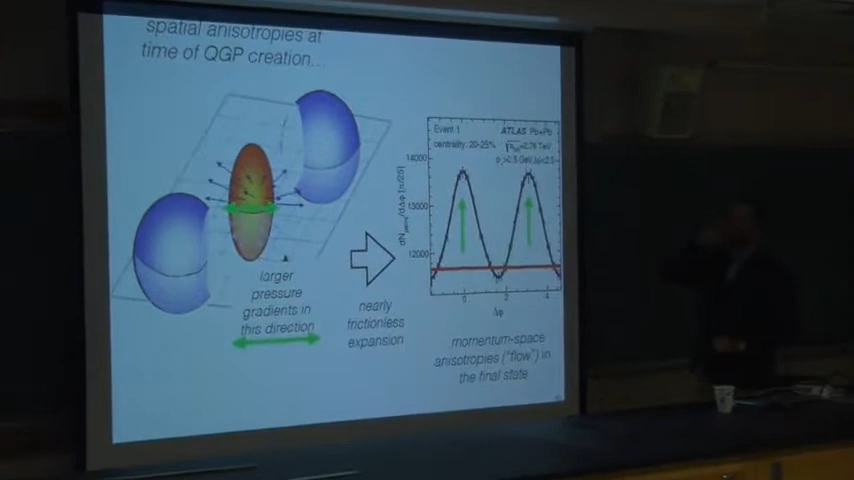 spatial anisotropies at
time of QGP creation...
Event 1
ATLAS Pb+Pb
centrality: 20-25%
14000
13000
12000
0
2
4
Δφ
larger
pressure
gradients in
this direction
nearly
frictionless
expansion
momentum-space
anisotropies ("flow") in
the final state